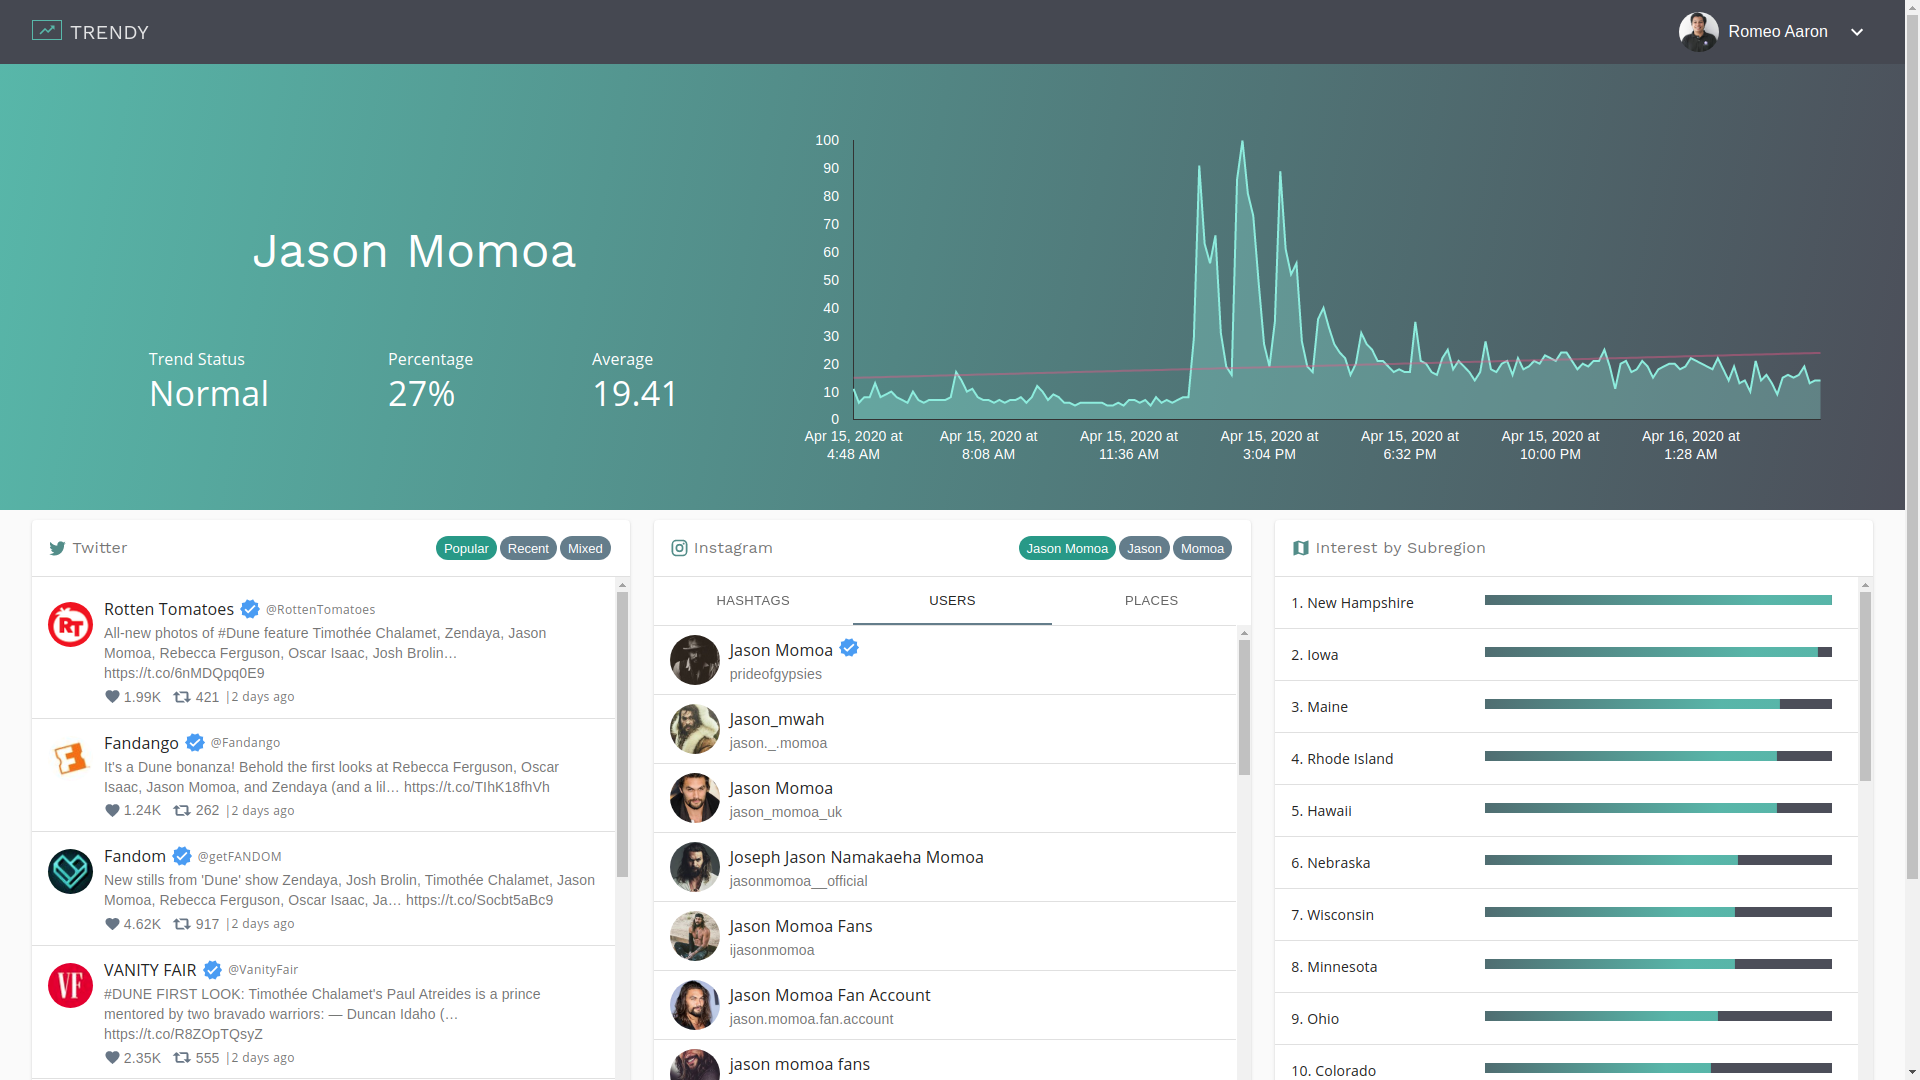 TRENDY
Romeo Aaron
Jason Momoa
Trend Status
Normal
Percentage
27%
Average
19.41
100
90
80
70
60
50
40
30
20
10
0
Apr 15, 2020 at
4:48 AM
Apr 15, 2020 at
8:08 AM
Apr 15, 2020 at
11:36 AM
Apr 15, 2020 at
3:04 PM
Apr 15, 2020 at
6:32 PM
Apr 15, 2020 at
10:00 PM
Apr 16, 2020 at
1:28 AM
Twitter
Popular Recent Mixed
RT
Rotten Tomatoes @RottenTomatoes
All-new photos of #Dune feature Timothée Chalamet, Zendaya, Jason
Momoa, Rebecca Ferguson, Oscar Isaac, Josh Brolin…
https://t.co/6nMDQpq0E9
1.99K 421 |2 days ago
F
Fandango @Fandango
It's a Dune bonanza! Behold the first looks at Rebecca Ferguson, Oscar
Isaac, Jason Momoa, and Zendaya (and a lil… https://t.co/TIhK18fhVh
1.24K 262 |2 days ago
Fandom @getFANDOM
New stills from 'Dune' show Zendaya, Josh Brolin, Timothée Chalamet, Jason
Momoa, Rebecca Ferguson, Oscar Isaac, Ja… https://t.co/Socbt5aBc9
4.62K 917 |2 days ago
VF
VANITY FAIR @VanityFair
#DUNE FIRST LOOK: Timothée Chalamet's Paul Atreides is a prince
mentored by two bravado warriors: — Duncan Idaho (…
https://t.co/R8ZOpTQsyZ
2.35K 555 |2 days ago
Instagram
Jason Momoa Jason Momoa
HASHTAGS USERS PLACES
Jason Momoa
prideofgypsies
Jason_mwah
jason._.momoa
Jason Momoa
jason_momoa_uk
Joseph Jason Namakaeha Momoa
jasonmomoa__official
Jason Momoa Fans
ijasonmomoa
Jason Momoa Fan Account
jason.momoa.fan.account
jason momoa fans
Interest by Subregion
1. New Hampshire
2. Iowa
3. Maine
4. Rhode Island
5. Hawaii
6. Nebraska
7. Wisconsin
8. Minnesota
9. Ohio
10. Colorado